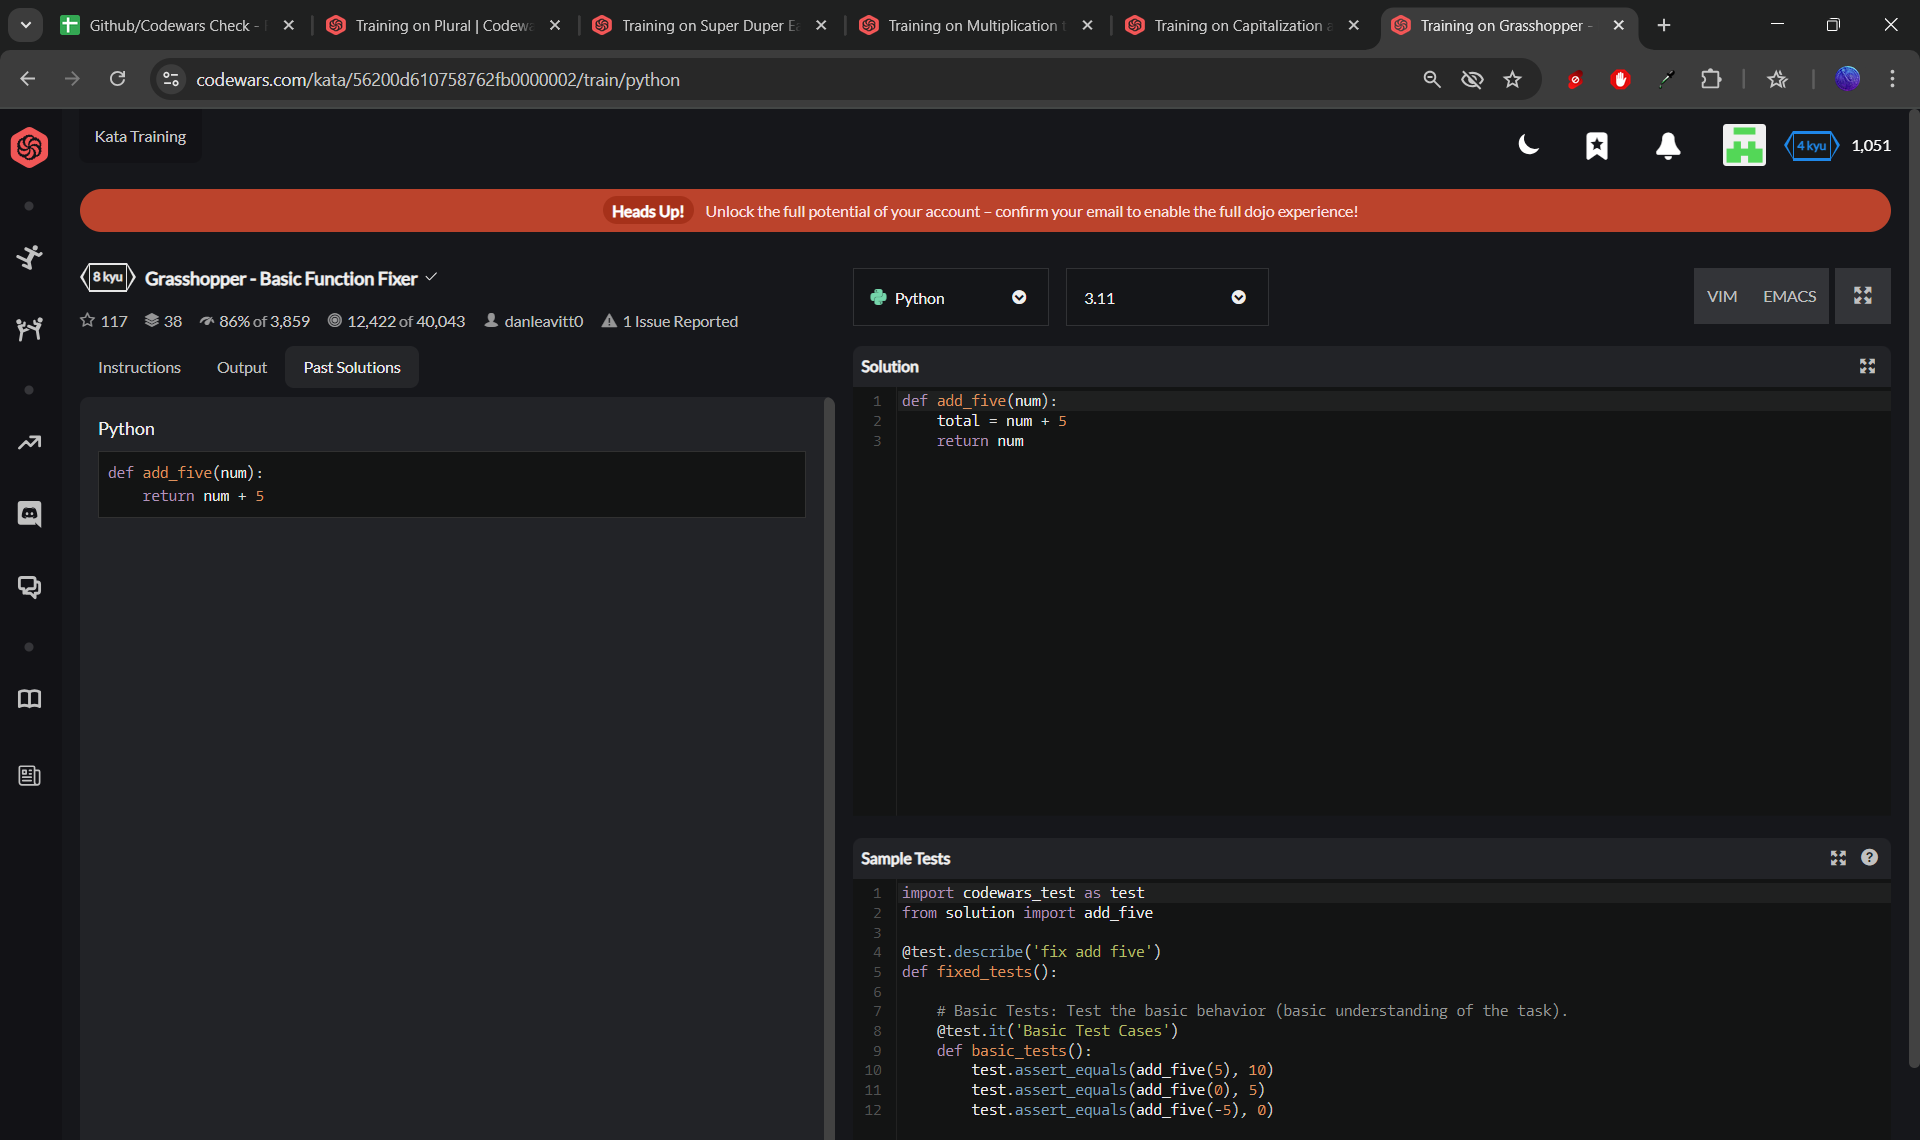 Github/Codewars Check -
Training on Plural | Codewa
Training on Super Duper Ea
Training on Multiplication t
Training on Capitalization a
Training on Grasshopper -
codewars.com/kata/56200d610758762fb0000002/train/python
Kata Training
4 kyu
1,051
Heads Up! Unlock the full potential of your account – confirm your email to enable the full dojo experience!
8 kyu Grasshopper - Basic Function Fixer
117 38 86% of 3,859 12,422 of 40,043 danleavitt0 1 Issue Reported
Instructions Output Past Solutions
Python
def add_five(num):
    return num + 5
Python
3.11
VIM EMACS
Solution
1 def add_five(num):
2     total = num + 5
3     return num
Sample Tests
1 import codewars_test as test
2 from solution import add_five
3
4 @test.describe('fix add five')
5 def fixed_tests():
6
7     # Basic Tests: Test the basic behavior (basic understanding of the task).
8     @test.it('Basic Test Cases')
9     def basic_tests():
10         test.assert_equals(add_five(5), 10)
11         test.assert_equals(add_five(0), 5)
12         test.assert_equals(add_five(-5), 0)